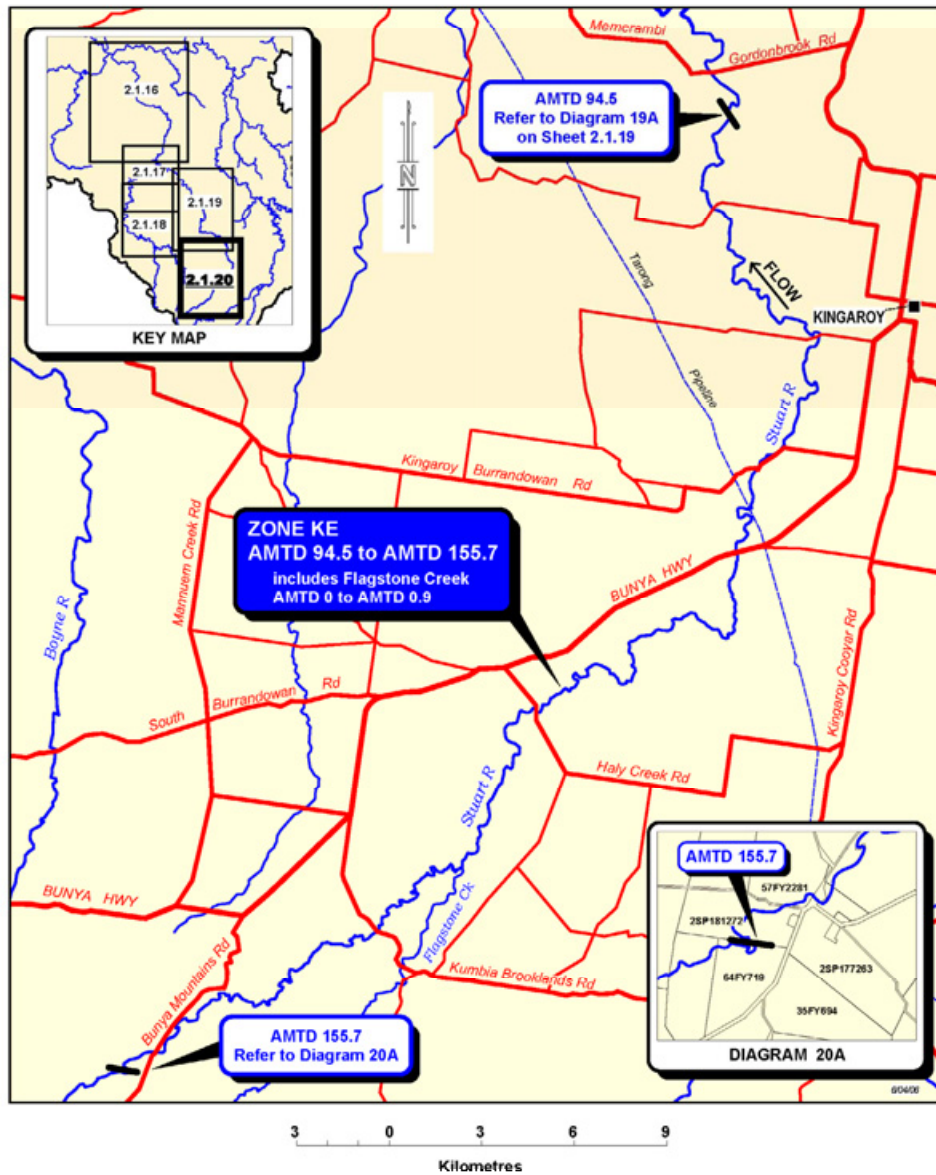 Memerambi
Gordonbrook Rd
2.1.16
2.1.17
2.1.19
2.1.18
2.1.20
KEY MAP
N
AMTD 94.5
Refer to Diagram 19A
on Sheet 2.1.19
Tarong
Pipeline
FLOW
KINGAROY
Stuart R
Kingaroy Burrandowan Rd
Mannuem Creek Rd
ZONE KE
AMTD 94.5 to AMTD 155.7
includes Flagstone Creek
AMTD 0 to AMTD 0.9
BUNYA HWY
Boyne R
Kingaroy Cooyar Rd
South Burrandowan Rd
Haly Creek Rd
Stuart R
BUNYA HWY
Flagstone Ck
Kumbia Brooklands Rd
Bunya Mountains Rd
AMTD 155.7
Refer to Diagram 20A
AMTD 155.7
57FY2281
2SP181272
64FY719
2SP177263
35FY694
DIAGRAM 20A
6/04/06
3 0 3 6 9
Kilometres